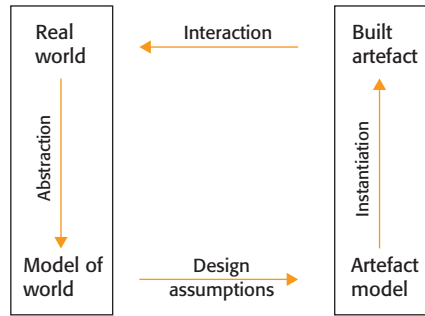 Real
world
Interaction
Built
artefact
Abstraction
Instantiation
Model of
world
Design
assumptions
Artefact
model